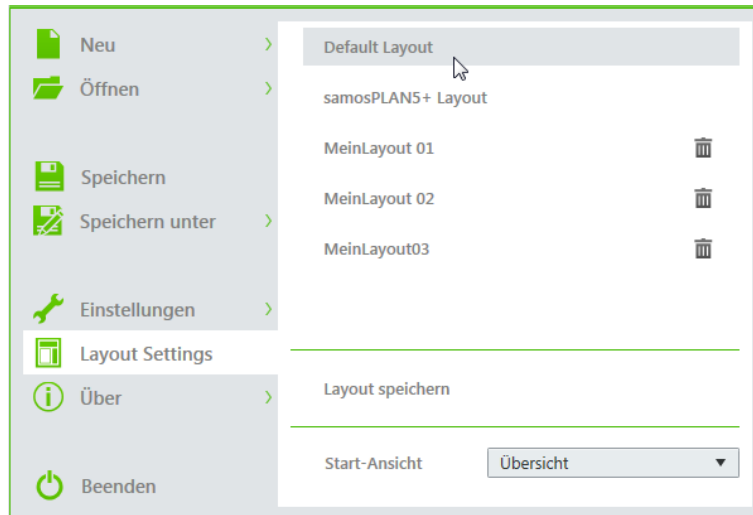 Neu
Öffnen
Speichern
Speichern unter
Einstellungen
Layout Settings
Über
Beenden
Default Layout
samosPLAN5+ Layout
MeinLayout 01
MeinLayout 02
MeinLayout03
Layout speichern
Start-Ansicht Übersicht